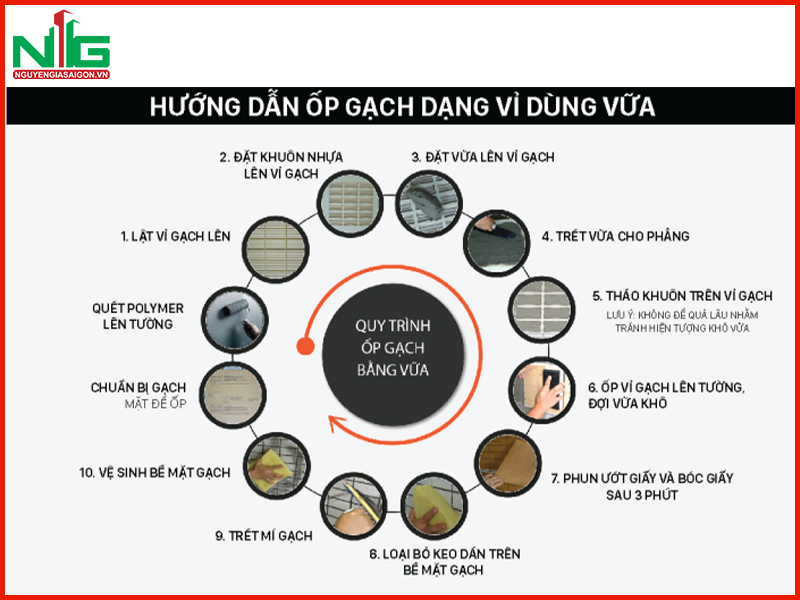 NG
NGUYENGIASAIGON.VN
HƯỚNG DẪN ỐP GẠCH DẠNG VỈ DÙNG VỮA
2. ĐẶT KHUÔN NHỰA
LÊN VỈ GẠCH
3. ĐẶT VỮA LÊN VỈ GẠCH
1. LẬT VỈ GẠCH LÊN
4. TRÉT VỮA CHO PHẲNG
QUÉT POLYMER
LÊN TƯỜNG
5. THÁO KHUÔN TRÊN VỈ GẠCH
LƯU Ý: KHÔNG ĐỂ QUÁ LÂU NHẰM
TRÁNH HIỆN TƯỢNG KHÔ VỮA
QUY TRÌNH
ỐP GẠCH
BẰNG VỮA
CHUẨN BỊ GẠCH
MẶT ĐẾ ỐP
6. ỐP VỈ GẠCH LÊN TƯỜNG,
ĐỢI VỮA KHÔ
10. VỆ SINH BỀ MẶT GẠCH
7. PHUN ƯỚT GIẤY VÀ BÓC GIẤY
SAU 3 PHÚT
9. TRÉT MÍ GẠCH
8. LOẠI BỎ KEO DÁN TRÊN
BỀ MẶT GẠCH